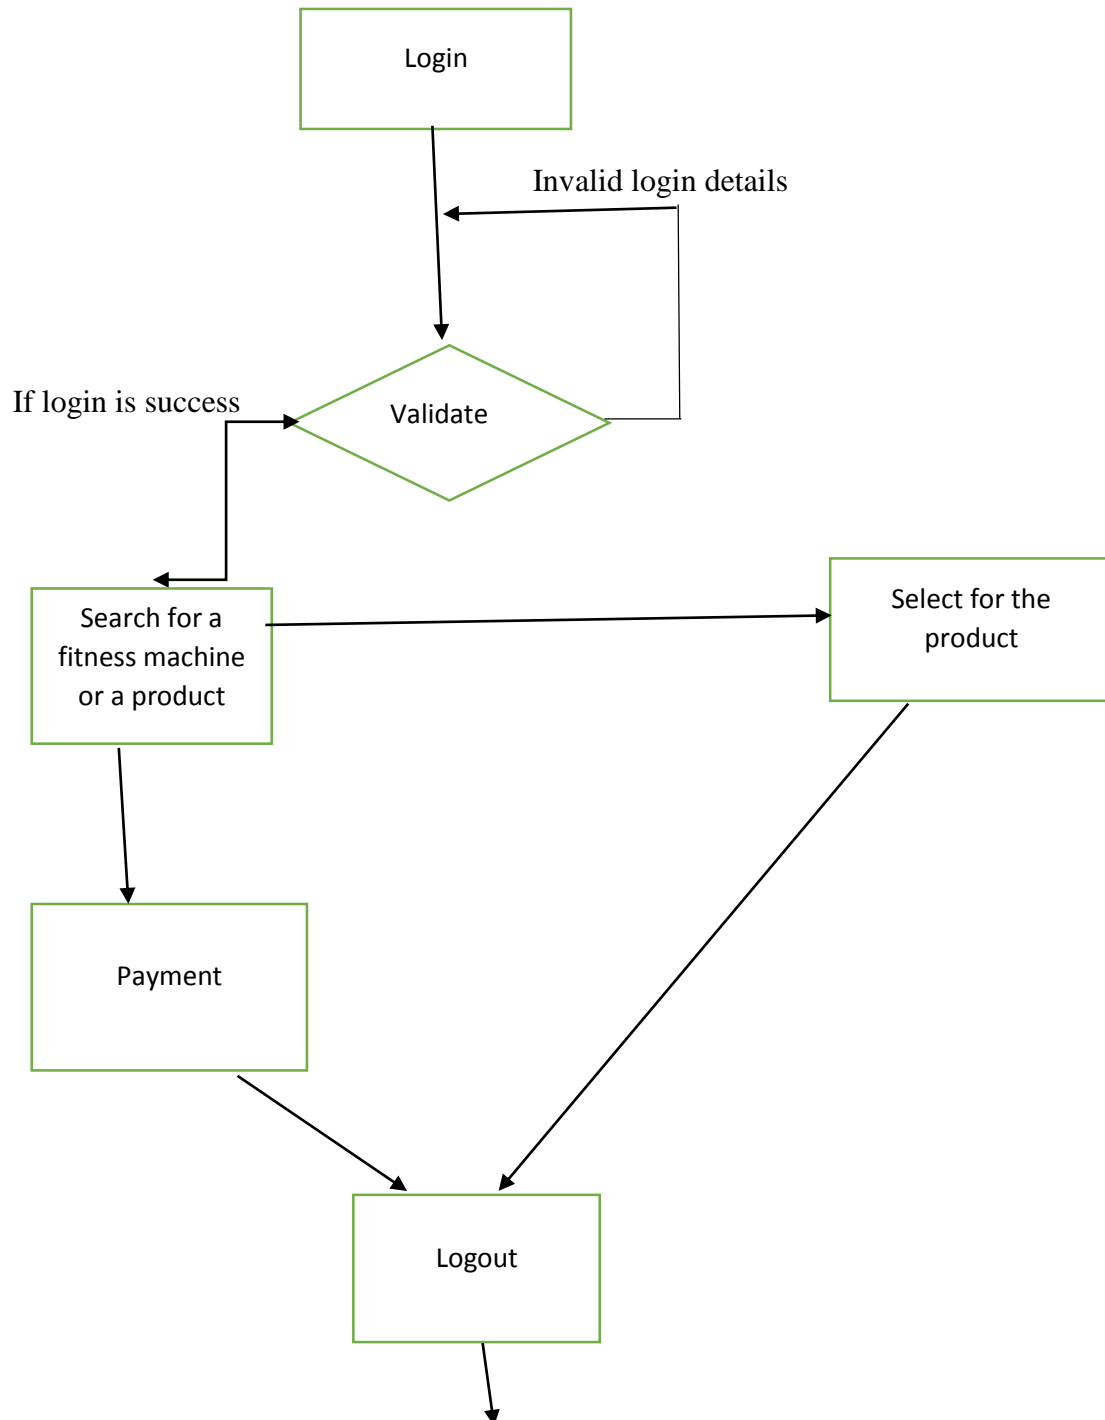 Login
Invalid login details
If login is success
Validate
Search for a
fitness machine
or a product
Select for the
product
Payment
Logout